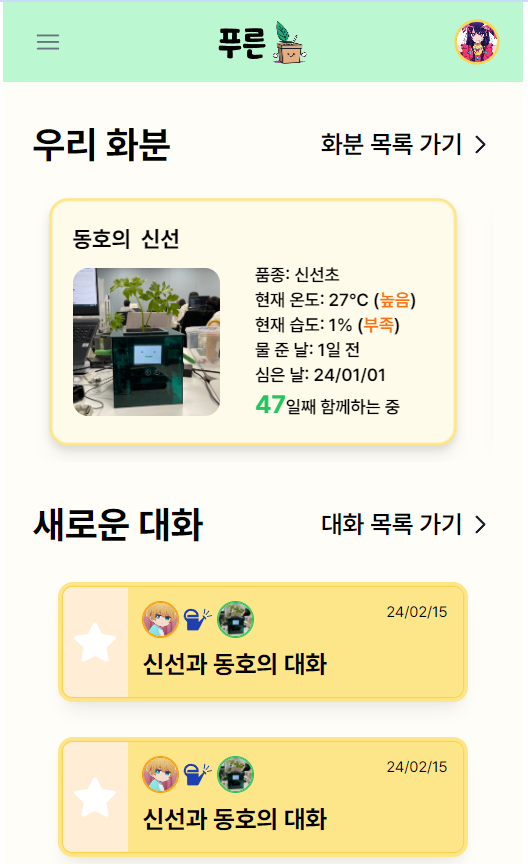 푸른
우리 화분
화분 목록 가기
동호의 신선
품종: 신선초
현재 온도: 27°C (높음)
현재 습도: 1% (부족)
물 준 날: 1일 전
심은 날: 24/01/01
47일째 함께하는 중
새로운 대화
대화 목록 가기
24/02/15
신선과 동호의 대화
24/02/15
신선과 동호의 대화